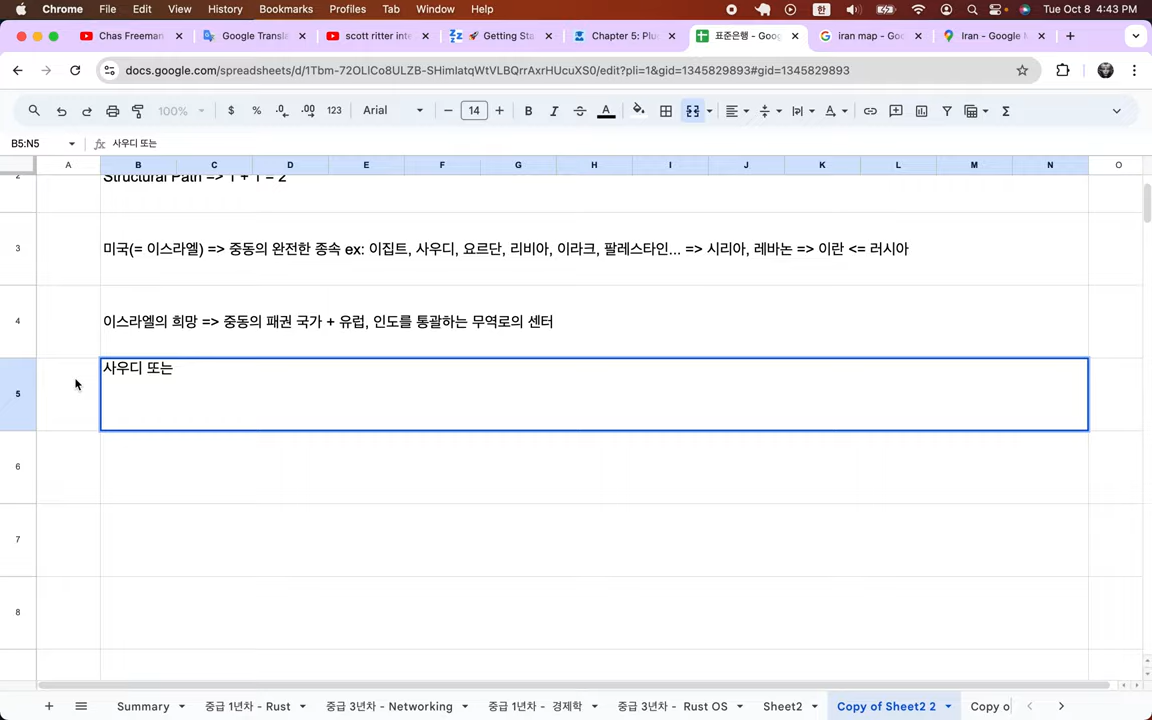 Chrome File Edit View History Bookmarks Profiles Tab Window Help 한 Tue Oct 8 4:43 PM
Chas Freeman Google Transla scott ritter inte Getting Sta Chapter 5: Plu 표준은행 - Goo iran map - Goo Iran - Google M
docs.google.com/spreadsheets/d/1Tbm-72OLlCo8ULZB-SHimlatqWtVLBQrrAxrHUcuXS0/edit?pli=1&gid=1345829893#gid=1345829893
100% $ % .0 .00 123 Arial 14 B I A
B5:N5 fx 사우디 또는
A B C D E F G H I J K L M N O
2 Structural Path => 1 + 1 = 2
3 미국(= 이스라엘) => 중동의 완전한 종속 ex: 이집트, 사우디, 요르단, 리비아, 이라크, 팔레스타인... => 시리아, 레바논 => 이란 <= 러시아
4 이스라엘의 희망 => 중동의 패권 국가 + 유럽, 인도를 통괄하는 무역로의 센터
5 사우디 또는
6
7
8
Summary 중급 1년차 - Rust 중급 3년차 - Networking 중급 1년차 - 경제학 중급 3년차 - Rust OS Sheet2 Copy of Sheet2 2 Copy o